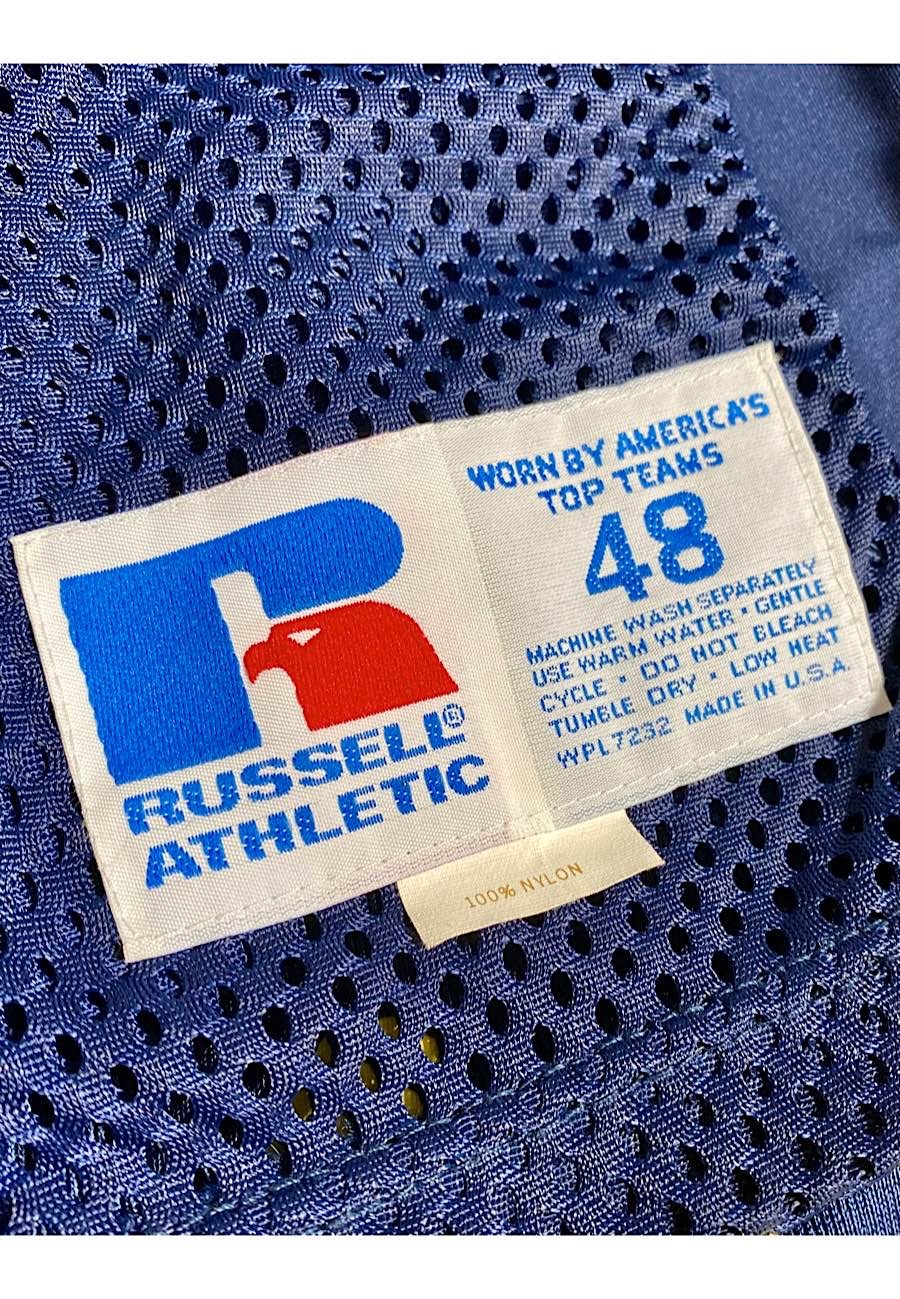 RUSSELL®
ATHLETIC
WORN BY AMERICA'S
TOP TEAMS
48
MACHINE WASH SEPARATELY
USE WARM WATER • GENTLE
CYCLE • DO NOT BLEACH
TUMBLE DRY • LOW HEAT
WPL7232 MADE IN U.S.A.
100% NYLON